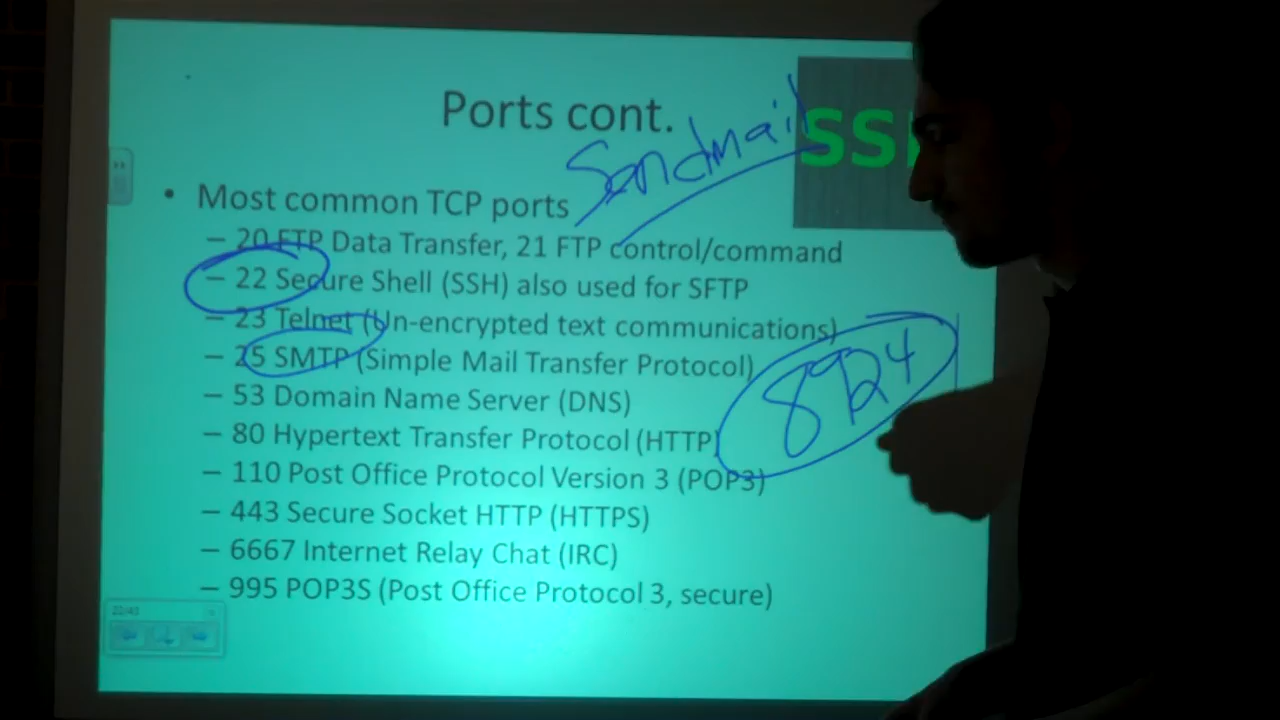 Ports cont.
SS
Sendmail
• Most common TCP ports
– 20 FTP Data Transfer, 21 FTP control/command
– 22 Secure Shell (SSH) also used for SFTP
– 23 Telnet (Un-encrypted text communications)
– 25 SMTP (Simple Mail Transfer Protocol)
8924
– 53 Domain Name Server (DNS)
– 80 Hypertext Transfer Protocol (HTTP)
– 110 Post Office Protocol Version 3 (POP3)
– 443 Secure Socket HTTP (HTTPS)
– 6667 Internet Relay Chat (IRC)
– 995 POP3S (Post Office Protocol 3, secure)